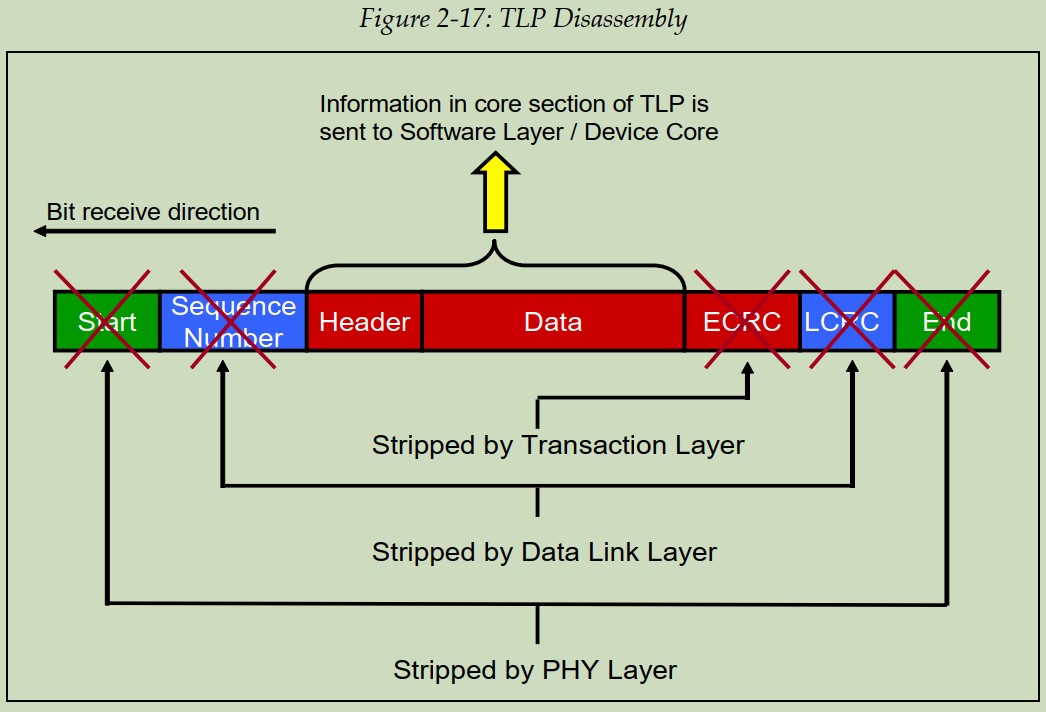 Figure 2-17: TLP Disassembly
Information in core section of TLP is
sent to Software Layer / Device Core
Bit receive direction
Start
Sequence
Number
Header
Data
ECRC
LCPC
End
Stripped by Transaction Layer
Stripped by Data Link Layer
Stripped by PHY Layer